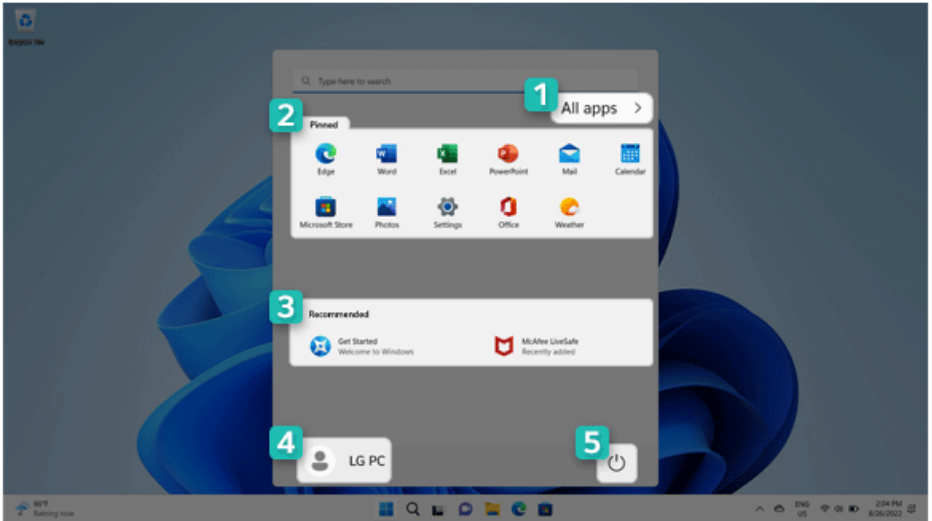 Recycle Bin
Type here to search
1
All apps >
2
Pinned
Edge Word Excel PowerPoint Mail Calendar
Microsoft Store Photos Settings Office Weather
3
Recommended
Get Started
Welcome to Windows
McAfee LiveSafe
Recently added
4
LG PC
5
66°F
Raining now
ENG
US
2:04 PM
8/26/2022